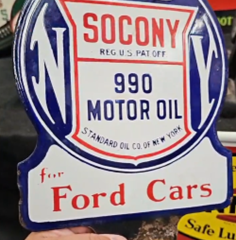 SOCONY
REG. U.S. PAT. OFF.
N Y
990
MOTOR OIL
STANDARD OIL CO. OF NEW YORK
for
Ford Cars
Safe Lu